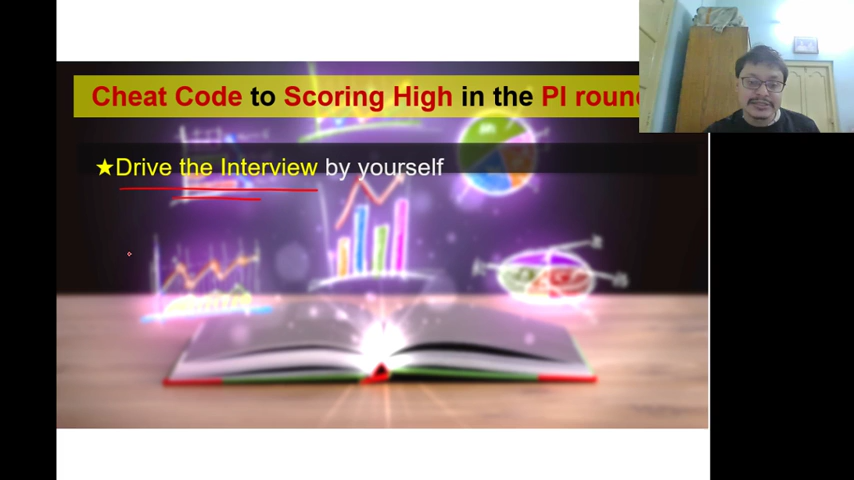 Cheat Code to Scoring High in the PI roun
★Drive the Interview by yourself